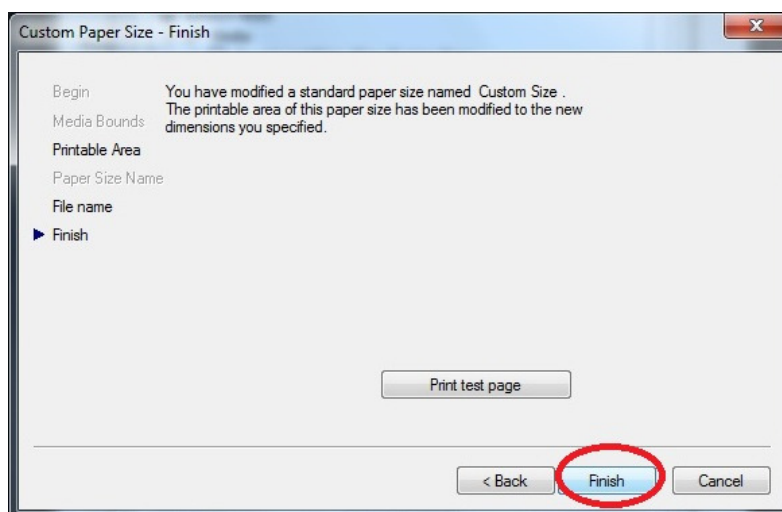 Custom Paper Size - Finish
Begin
Media Bounds
Printable Area
Paper Size Name
File name
Finish
You have modified a standard paper size named Custom Size .
The printable area of this paper size has been modified to the new
dimensions you specified.
Print test page
< Back
Finish
Cancel